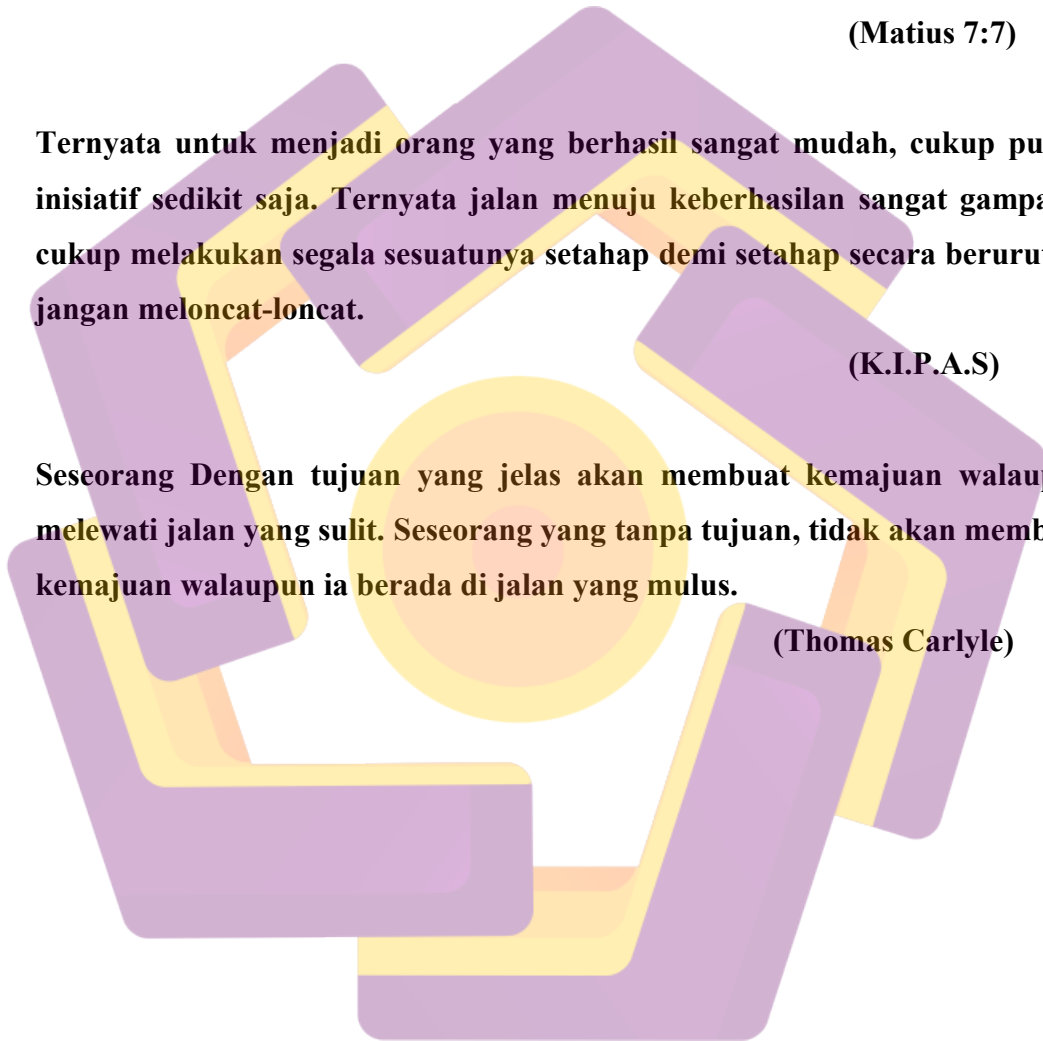 (Matius 7:7)
Ternyata untuk menjadi orang yang berhasil sangat mudah, cukup pu
inisiatif sedikit saja. Ternyata jalan menuju keberhasilan sangat gampa
cukup melakukan segala sesuatunya setahap demi setahap secara berurut
jangan meloncat-loncat.
(K.I.P.A.S)
Seseorang Dengan tujuan yang jelas akan membuat kemajuan walaup
melewati jalan yang sulit. Seseorang yang tanpa tujuan, tidak akan memb
kemajuan walaupun ia berada di jalan yang mulus.
(Thomas Carlyle)